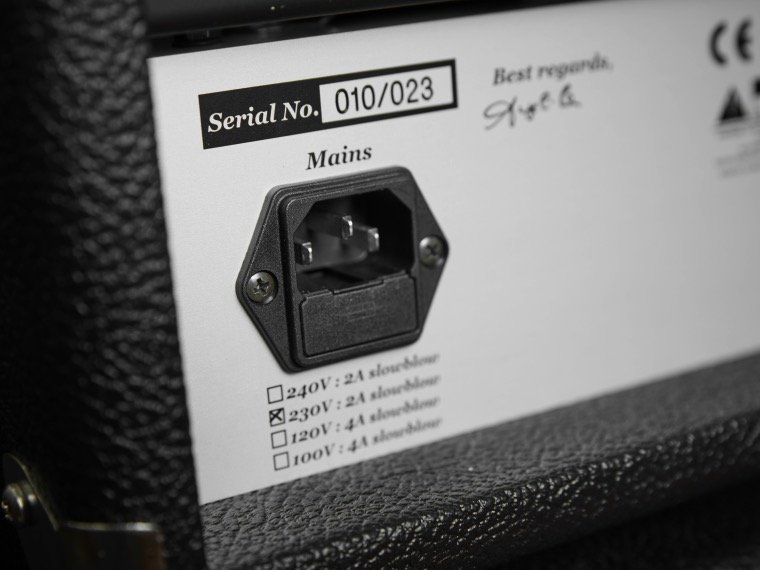 Serial No. 010/023
Best regards,
Mains
240V : 2A slowblow
230V : 2A slowblow
120V : 4A slowblow
100V : 4A slowblow
CE